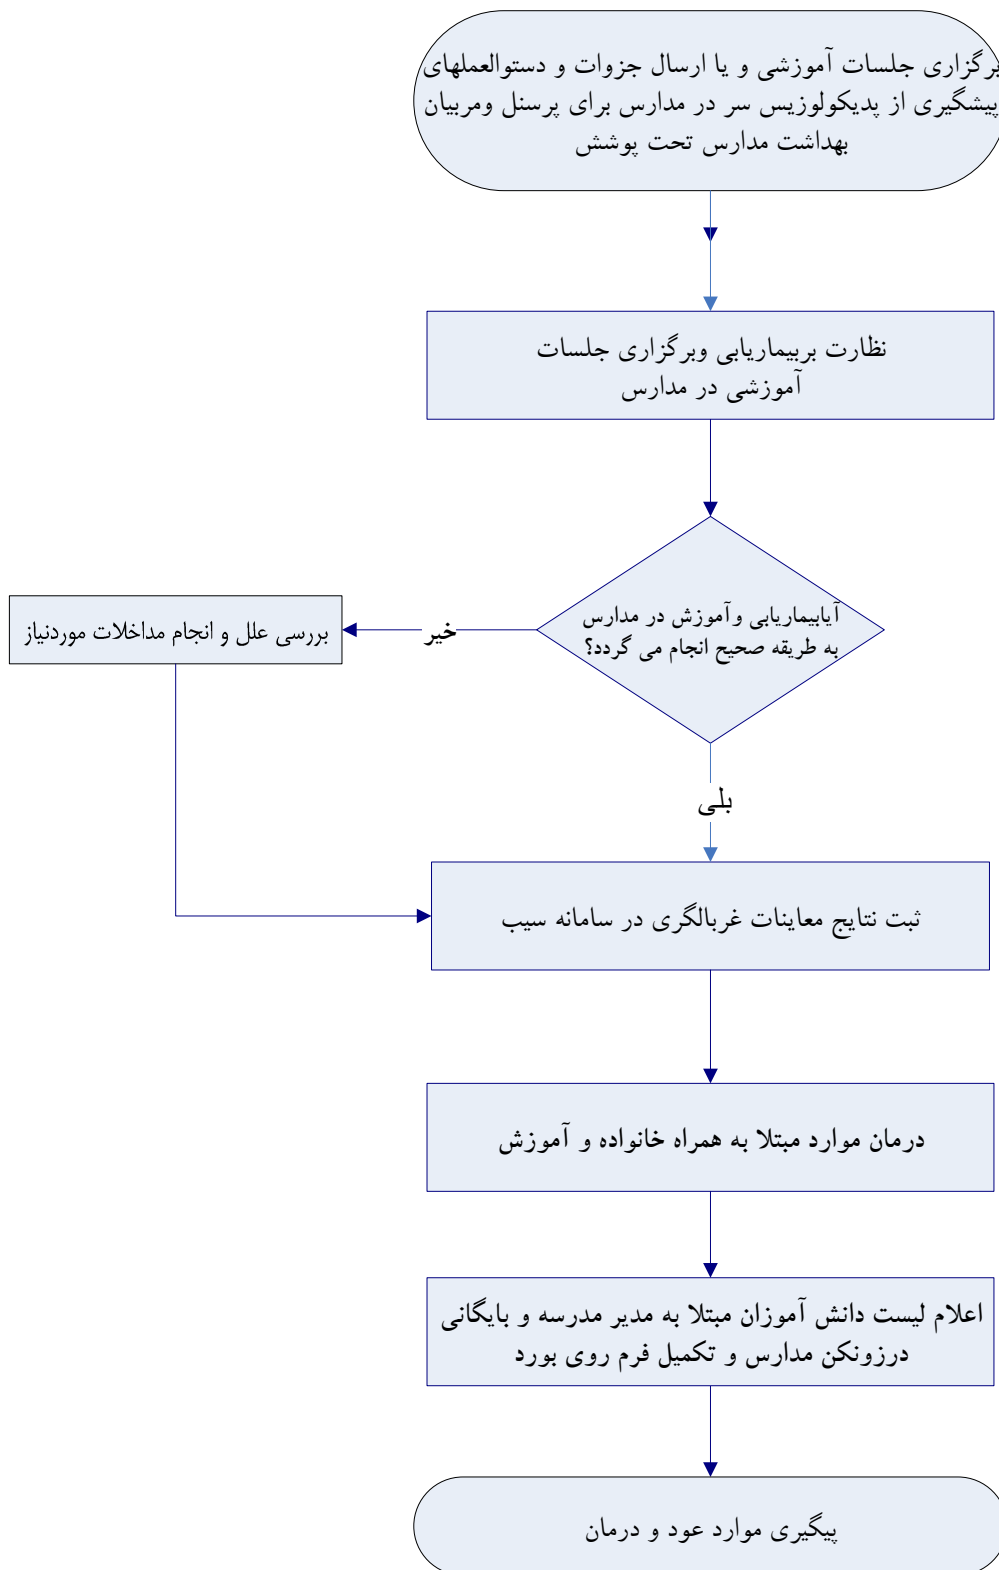 برگزاری جلسات آموزشی و یا ارسال جزوات و دستوالعملهای
پیشگیری از پدیکولوزیس سر در مدارس برای پرسنل ومربیان
بهداشت مدارس تحت پوشش
نظارت بربیماریابی وبرگزاری جلسات
آموزشی در مدارس
آیابیماریابی وآموزش در مدارس
به طریقه صحیح انجام می گردد؟
خیر
بررسی علل و انجام مداخلات موردنیاز
بلی
ثبت نتایج معاینات غربالگری در سامانه سیب
درمان موارد مبتلا به همراه خانواده و آموزش
اعلام لیست دانش آموزان مبتلا به مدیر مدرسه و بایگانی
درزونکن مدارس و تکمیل فرم روی بورد
پیگیری موارد عود و درمان